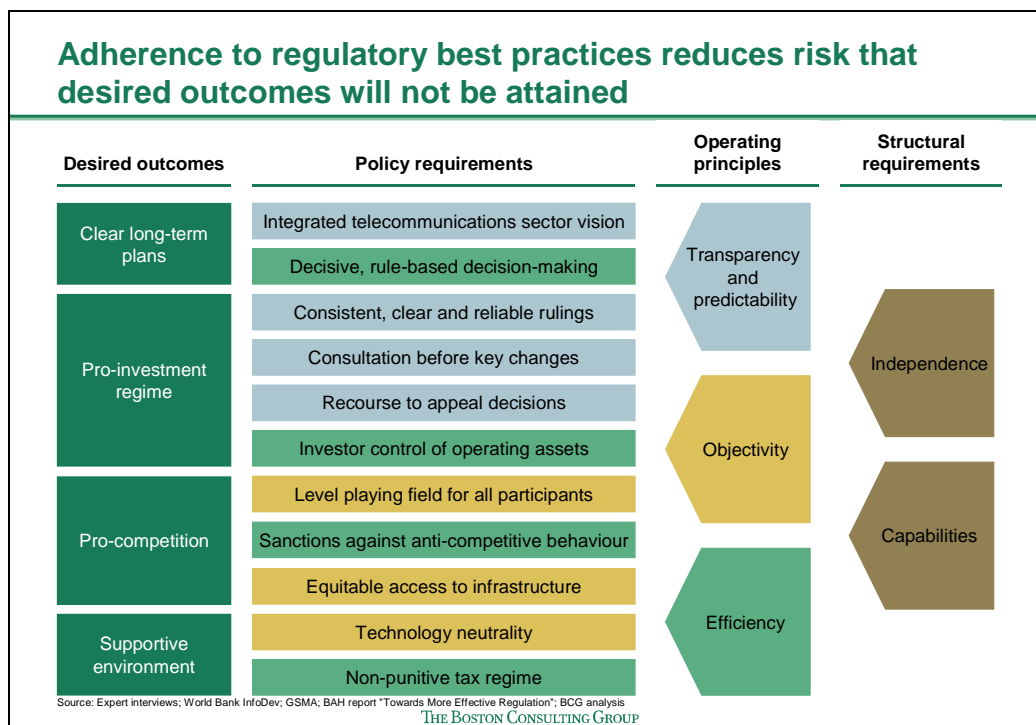 Adherence to regulatory best practices reduces risk that
desired outcomes will not be attained
Desired outcomes
Policy requirements
Operating
principles
Structural
requirements
Clear long-term
plans
Pro-investment
regime
Pro-competition
Supportive
environment
Integrated telecommunications sector vision
Decisive, rule-based decision-making
Consistent, clear and reliable rulings
Consultation before key changes
Recourse to appeal decisions
Investor control of operating assets
Level playing field for all participants
Sanctions against anti-competitive behaviour
Equitable access to infrastructure
Technology neutrality
Non-punitive tax regime
Transparency
and
predictability
Objectivity
Efficiency
Independence
Capabilities
Source: Expert interviews; World Bank InfoDev; GSMA; BAH report "Towards More Effective Regulation"; BCG analysis
THE BOSTON CONSULTING GROUP